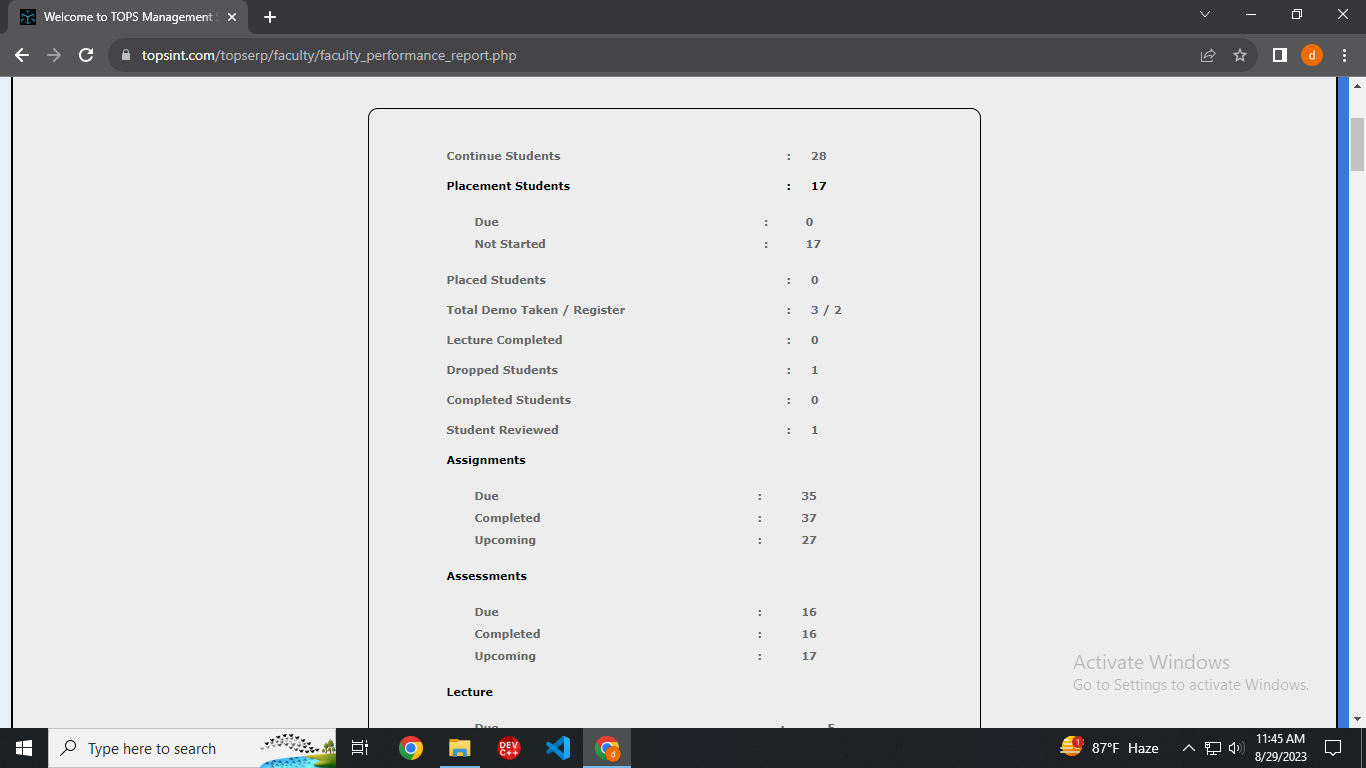 Welcome to TOPS Management
topsint.com/topserp/faculty/faculty_performance_report.php
d
Continue Students : 28
Placement Students : 17
Due : 0
Not Started : 17
Placed Students : 0
Total Demo Taken / Register : 3 / 2
Lecture Completed : 0
Dropped Students : 1
Completed Students : 0
Student Reviewed : 1
Assignments
Due : 35
Completed : 37
Upcoming : 27
Assessments
Due : 16
Completed : 16
Upcoming : 17
Lecture
Due : 5
Activate Windows
Go to Settings to activate Windows.
Type here to search
DEV C++
d
1
87°F Haze
11:45 AM
8/29/2023